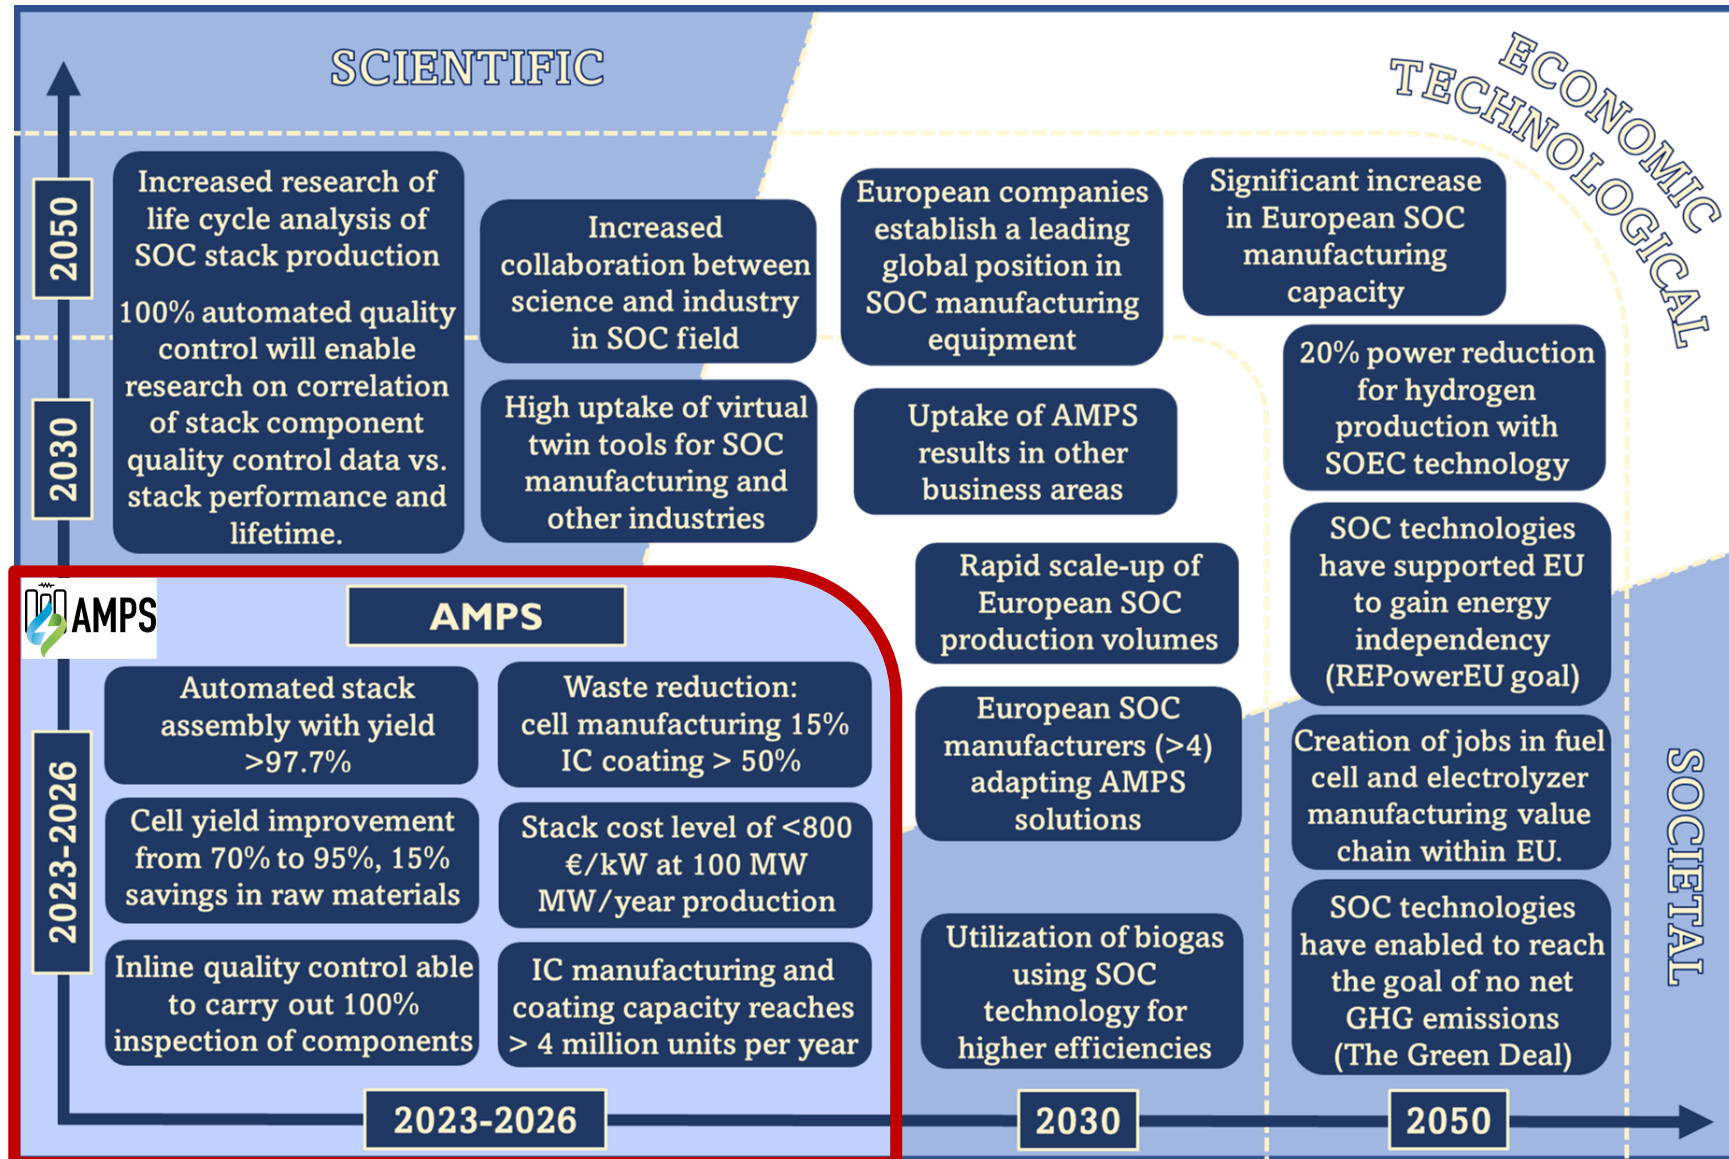 SCIENTIFIC
ECONOMIC
TECHNOLOGICAL
SOCIETAL
2050
2030
2023-2026
Increased research of
life cycle analysis of
SOC stack production
100% automated quality
control will enable
research on correlation
of stack component
quality control data vs.
stack performance and
lifetime.
Increased
collaboration between
science and industry
in SOC field
High uptake of virtual
twin tools for SOC
manufacturing and
other industries
European companies
establish a leading
global position in
SOC manufacturing
equipment
Uptake of AMPS
results in other
business areas
Significant increase
in European SOC
manufacturing
capacity
20% power reduction
for hydrogen
production with
SOEC technology
Rapid scale-up of
European SOC
production volumes
European SOC
manufacturers (>4)
adapting AMPS
solutions
Utilization of biogas
using SOC
technology for
higher efficiencies
SOC technologies
have supported EU
to gain energy
independency
(REPowerEU goal)
Creation of jobs in fuel
cell and electrolyzer
manufacturing value
chain within EU.
SOC technologies
have enabled to reach
the goal of no net
GHG emissions
(The Green Deal)
AMPS
AMPS
Automated stack
assembly with yield
>97.7%
Cell yield improvement
from 70% to 95%, 15%
savings in raw materials
Inline quality control able
to carry out 100%
inspection of components
Waste reduction:
cell manufacturing 15%
IC coating > 50%
Stack cost level of <800
€/kW at 100 MW
MW/year production
IC manufacturing and
coating capacity reaches
> 4 million units per year
2023-2026
2030
2050